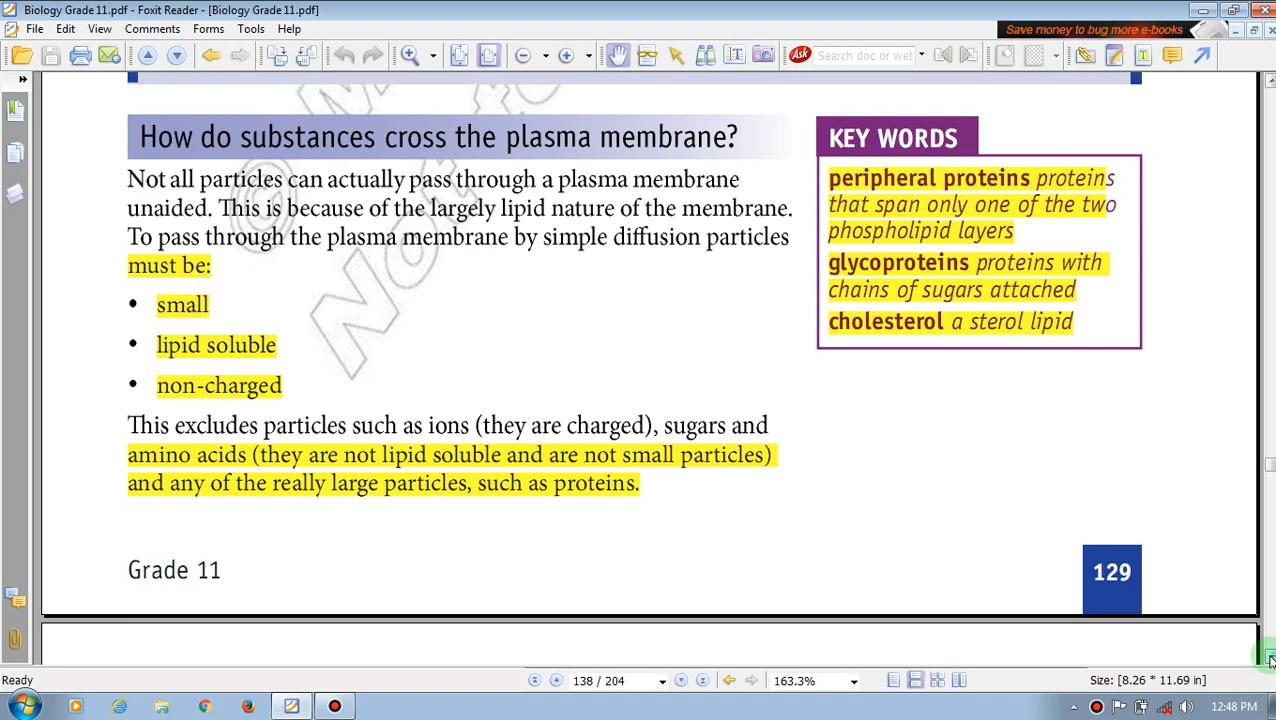 Biology Grade 11.pdf - Foxit Reader - [Biology Grade 11.pdf]
File Edit View Comments Forms Tools Help
Save money to bug more e-books
Ask Search doc or wet
How do substances cross the plasma membrane?
Not all particles can actually pass through a plasma membrane
unaided. This is because of the largely lipid nature of the membrane.
To pass through the plasma membrane by simple diffusion particles
must be:
• small
• lipid soluble
• non-charged
This excludes particles such as ions (they are charged), sugars and
amino acids (they are not lipid soluble and are not small particles)
and any of the really large particles, such as proteins.
KEY WORDS
peripheral proteins proteins
that span only one of the two
phospholipid layers
glycoproteins proteins with
chains of sugars attached
cholesterol a sterol lipid
Grade 11
129
Ready
138 / 204
163.3%
Size: [8.26 * 11.69 in]
12:48 PM